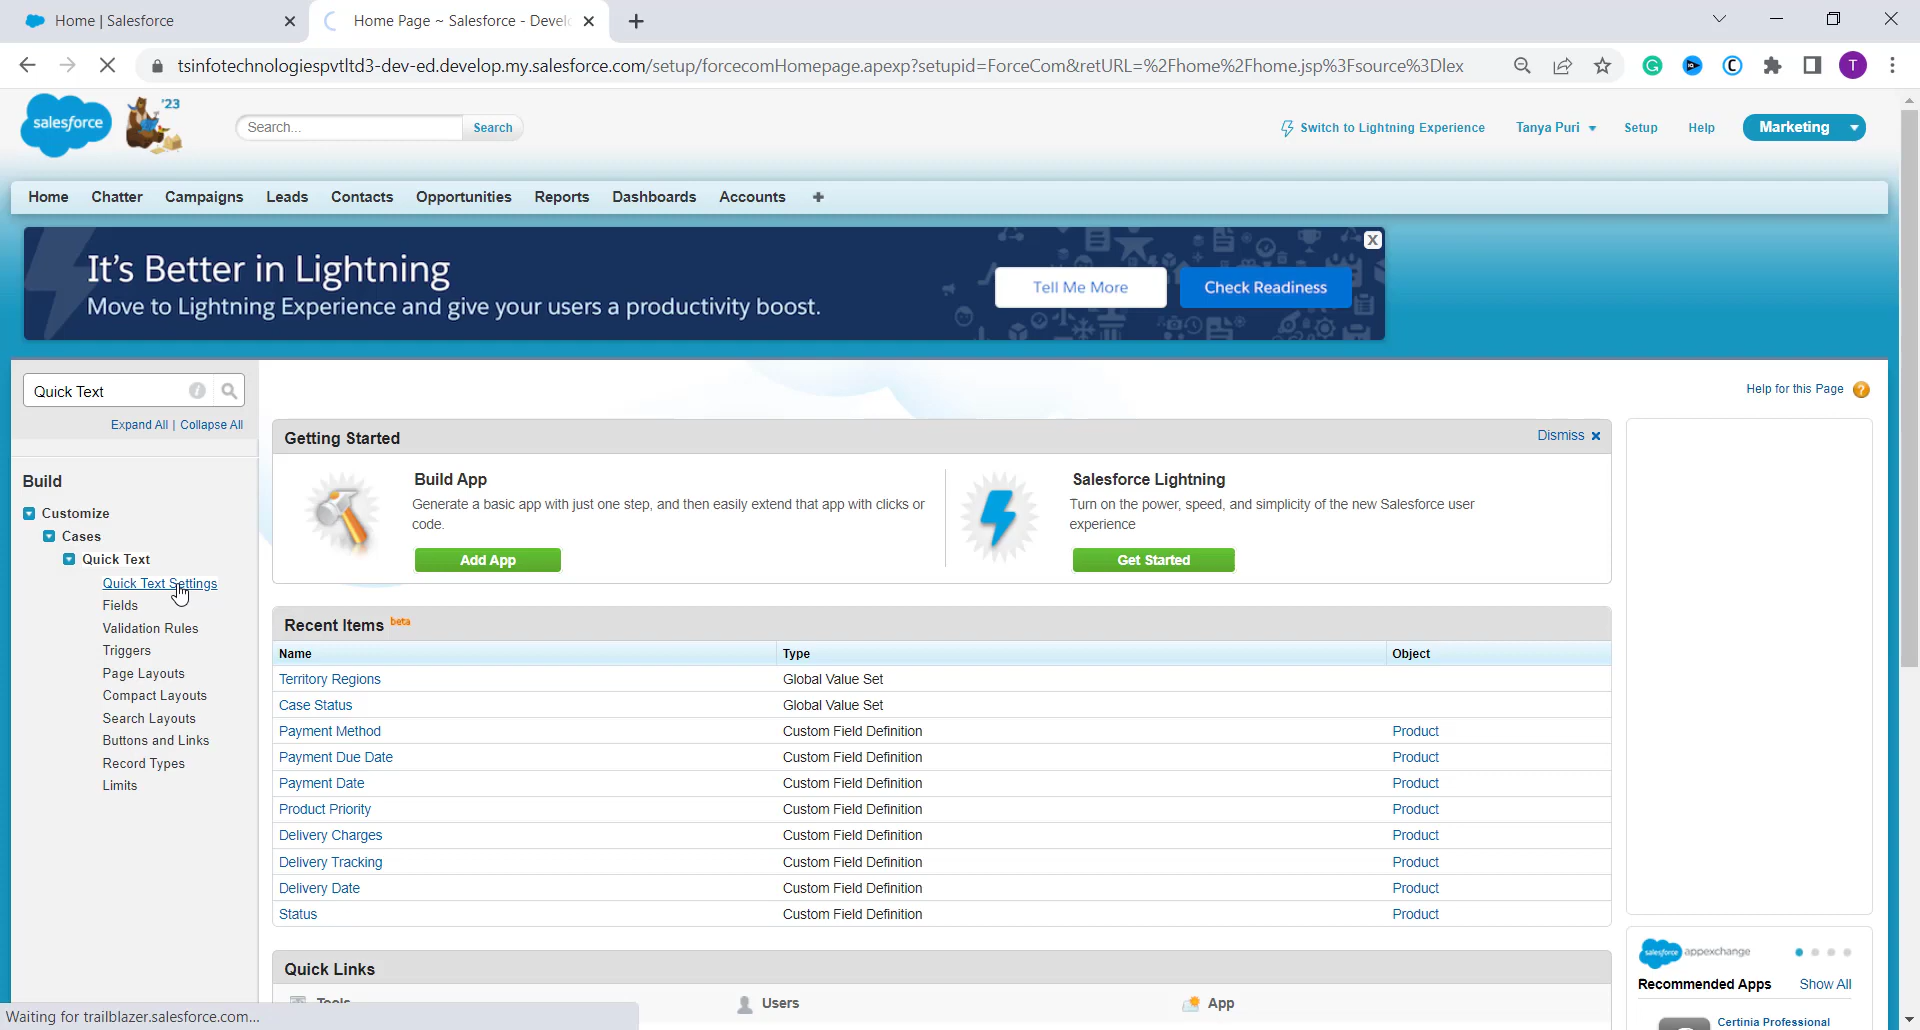 Home | Salesforce
Home Page ~ Salesforce - Develo
tsinfotechnologiespvtltd3-dev-ed.develop.my.salesforce.com/setup/forcecomHomepage.apexp?setupid=ForceCom&retURL=%2Fhome%2Fhome.jsp%3Fsource%3Dlex
T
salesforce
'23
Search...
Search
Switch to Lightning Experience
Tanya Puri
Setup
Help
Marketing
Home
Chatter
Campaigns
Leads
Contacts
Opportunities
Reports
Dashboards
Accounts
It's Better in Lightning
Move to Lightning Experience and give your users a productivity boost.
Tell Me More
Check Readiness
X
Quick Text
Expand All | Collapse All
Build
Customize
Cases
Quick Text
Quick Text Settings
Fields
Validation Rules
Triggers
Page Layouts
Compact Layouts
Search Layouts
Buttons and Links
Record Types
Limits
Help for this Page
Getting Started
Dismiss
Build App
Generate a basic app with just one step, and then easily extend that app with clicks or
code.
Add App
Salesforce Lightning
Turn on the power, speed, and simplicity of the new Salesforce user
experience
Get Started
Recent Items beta
Name Type Object
Territory Regions Global Value Set
Case Status Global Value Set
Payment Method Custom Field Definition Product
Payment Due Date Custom Field Definition Product
Payment Date Custom Field Definition Product
Product Priority Custom Field Definition Product
Delivery Charges Custom Field Definition Product
Delivery Tracking Custom Field Definition Product
Delivery Date Custom Field Definition Product
Status Custom Field Definition Product
Quick Links
Tools
Users
App
salesforce appexchange
Recommended Apps
Show All
Certinia Professional
Waiting for trailblazer.salesforce.com...